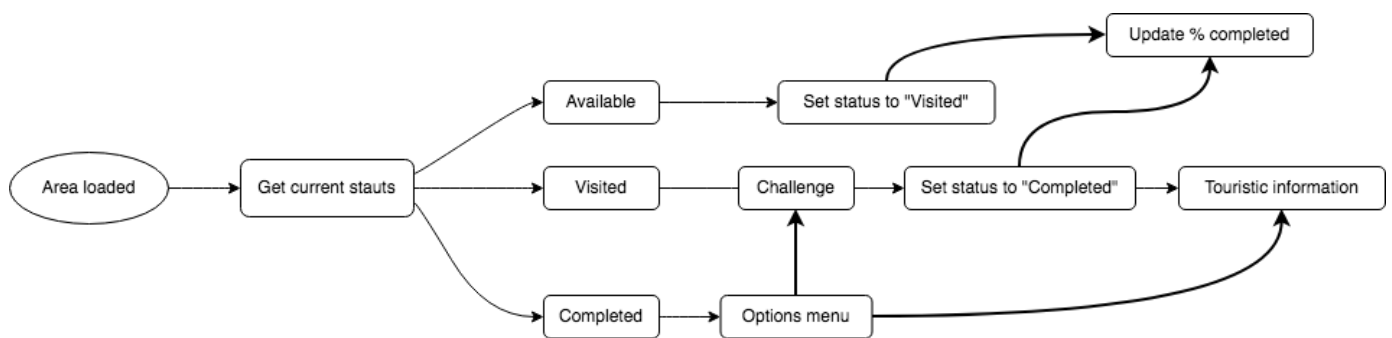 Update % completed
Available
Set status to "Visited"
Area loaded
Get current stauts
Visited
Challenge
Set status to "Completed"
Touristic information
Completed
Options menu